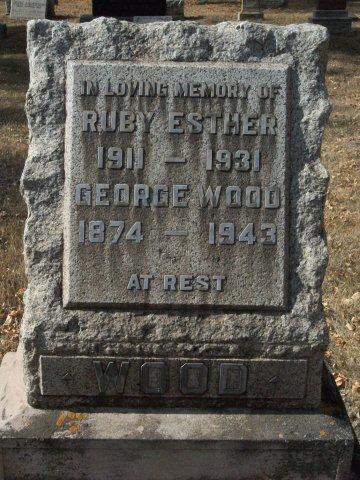 IN LOVING MEMORY OF
RUBY ESTHER
1911 – 1931
GEORGE WOOD
1874 – 1943
AT REST
WOOD